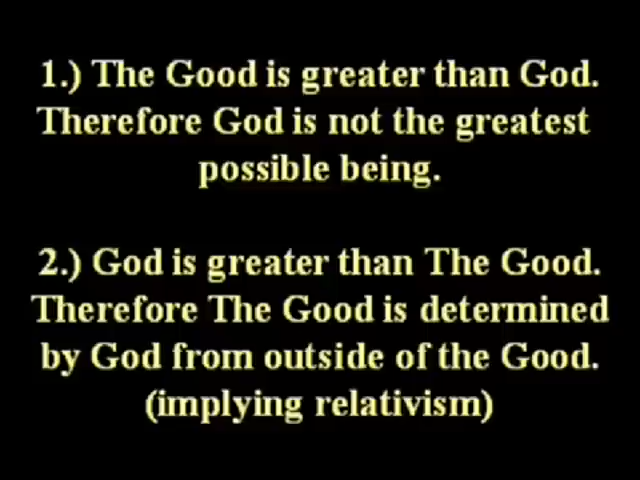 1.) The Good is greater than God.
Therefore God is not the greatest
possible being.
2.) God is greater than The Good.
Therefore The Good is determined
by God from outside of the Good.
(implying relativism)